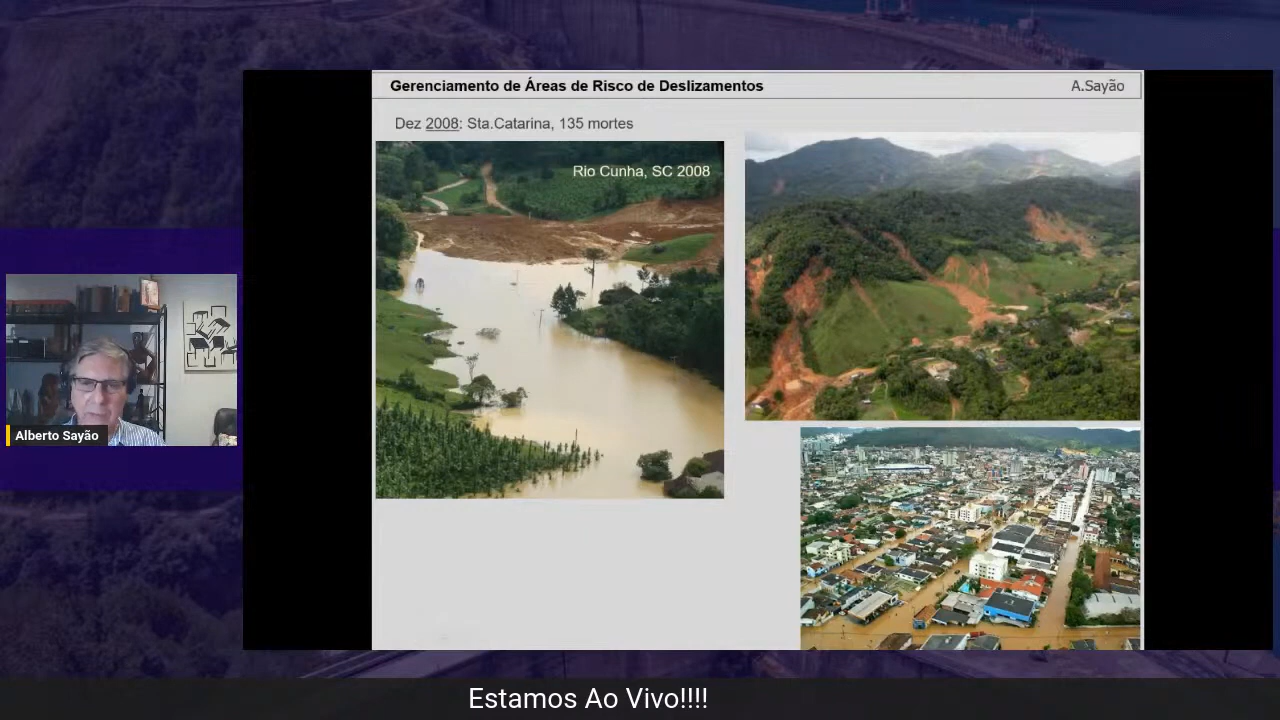 Gerenciamento de Áreas de Risco de Deslizamentos
A.Sayão
Dez 2008: Sta.Catarina, 135 mortes
Rio Cunha, SC 2008
Alberto Sayão
Estamos Ao Vivo!!!!